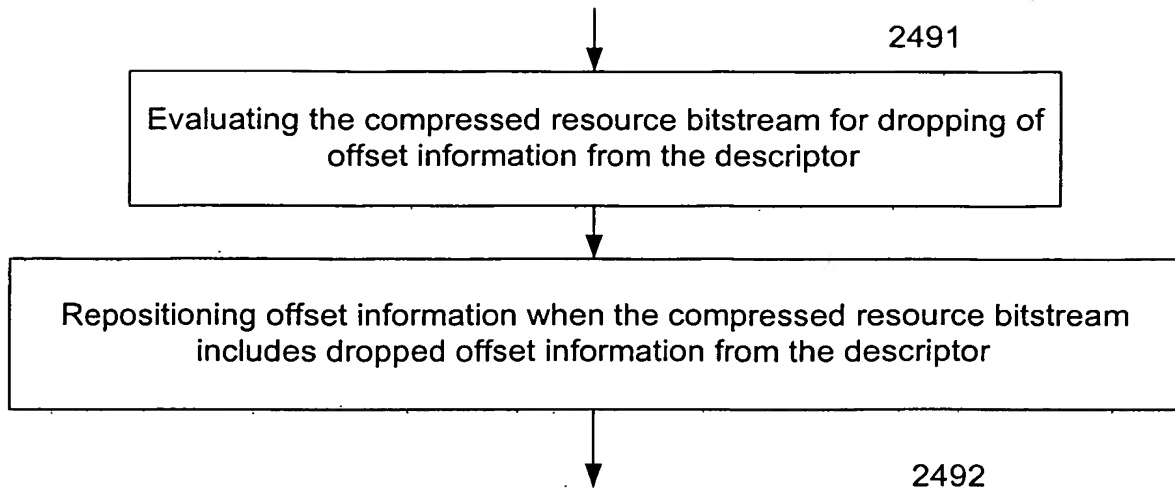 2491
Evaluating the compressed resource bitstream for dropping of
offset information from the descriptor
Repositioning offset information when the compressed resource bitstream
includes dropped offset information from the descriptor
2492